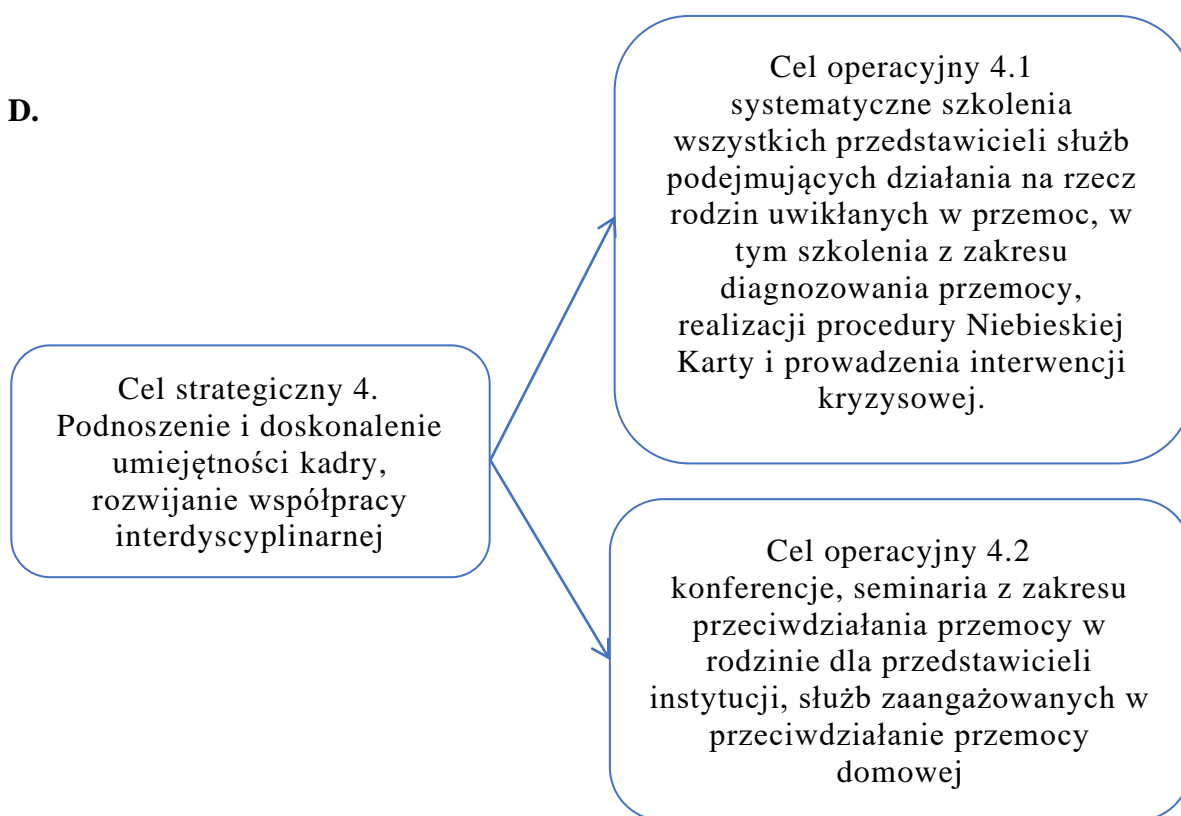 D.
Cel strategiczny 4.
Podnoszenie i doskonalenie
umiejętności kadry,
rozwijanie współpracy
interdyscyplinarnej
Cel operacyjny 4.1
systematyczne szkolenia
wszystkich przedstawicieli służb
podejmujących działania na rzecz
rodzin uwikłanych w przemoc, w
tym szkolenia z zakresu
diagnozowania przemocy,
realizacji procedury Niebieskiej
Karty i prowadzenia interwencji
kryzysowej.
Cel operacyjny 4.2
konferencje, seminaria z zakresu
przeciwdziałania przemocy w
rodzinie dla przedstawicieli
instytucji, służb zaangażowanych w
przeciwdziałanie przemocy
domowej